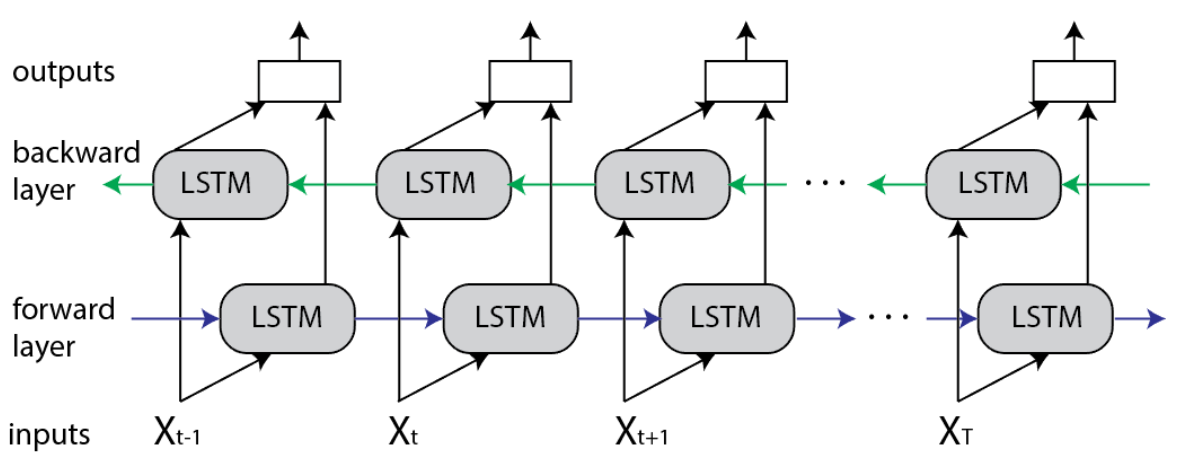 outputs
backward
layer
LSTM LSTM LSTM ... LSTM
forward
layer
LSTM LSTM LSTM ... LSTM
inputs Xt-1 Xt Xt+1 XT